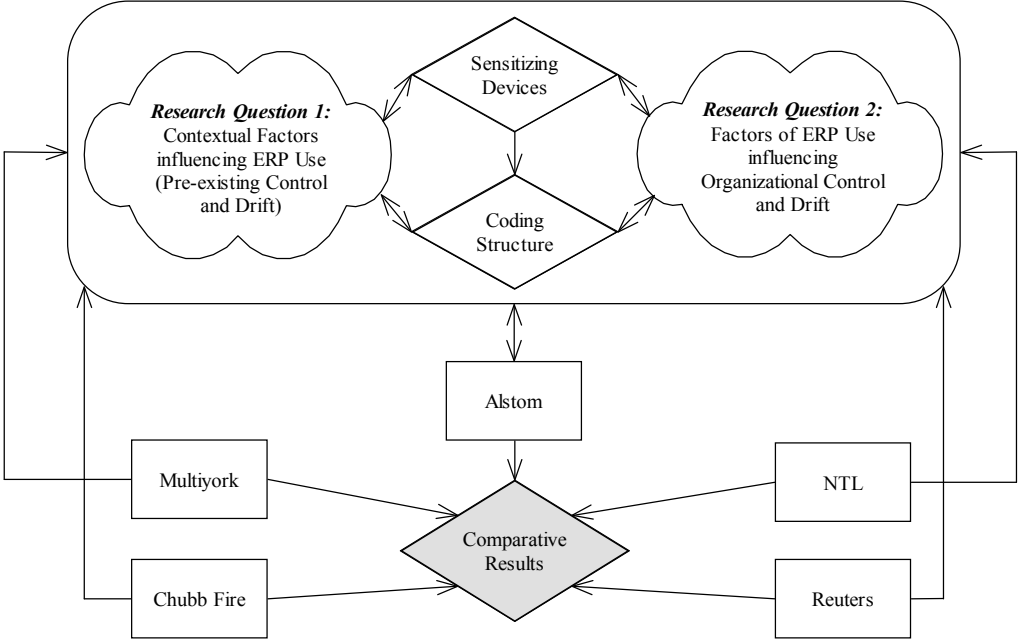 Research Question 1:
Contextual Factors
influencing ERP Use
(Pre-existing Control
and Drift)
Sensitizing
Devices
Coding
Structure
Research Question 2:
Factors of ERP Use
influencing
Organizational Control
and Drift
Alstom
Multiyork
NTL
Comparative
Results
Chubb Fire
Reuters